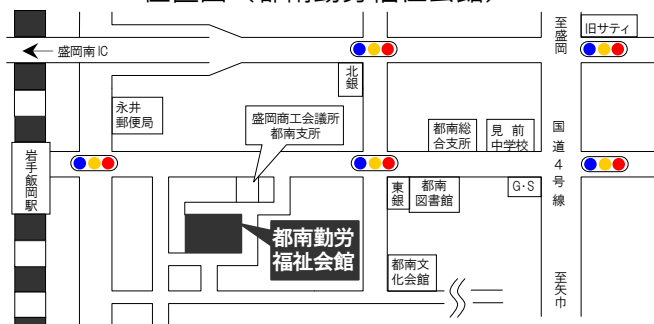 位置図（都南勤労福祉会館）
盛岡南IC
至盛岡
旧サティ
北銀
永井
郵便局
盛岡商工会議所
都南支所
都南総
合支所
見前
中学校
国道4号線
岩手飯岡駅
東銀
都南
図書館
G・S
都南勤労
福祉会館
都南文
化会館
至矢巾